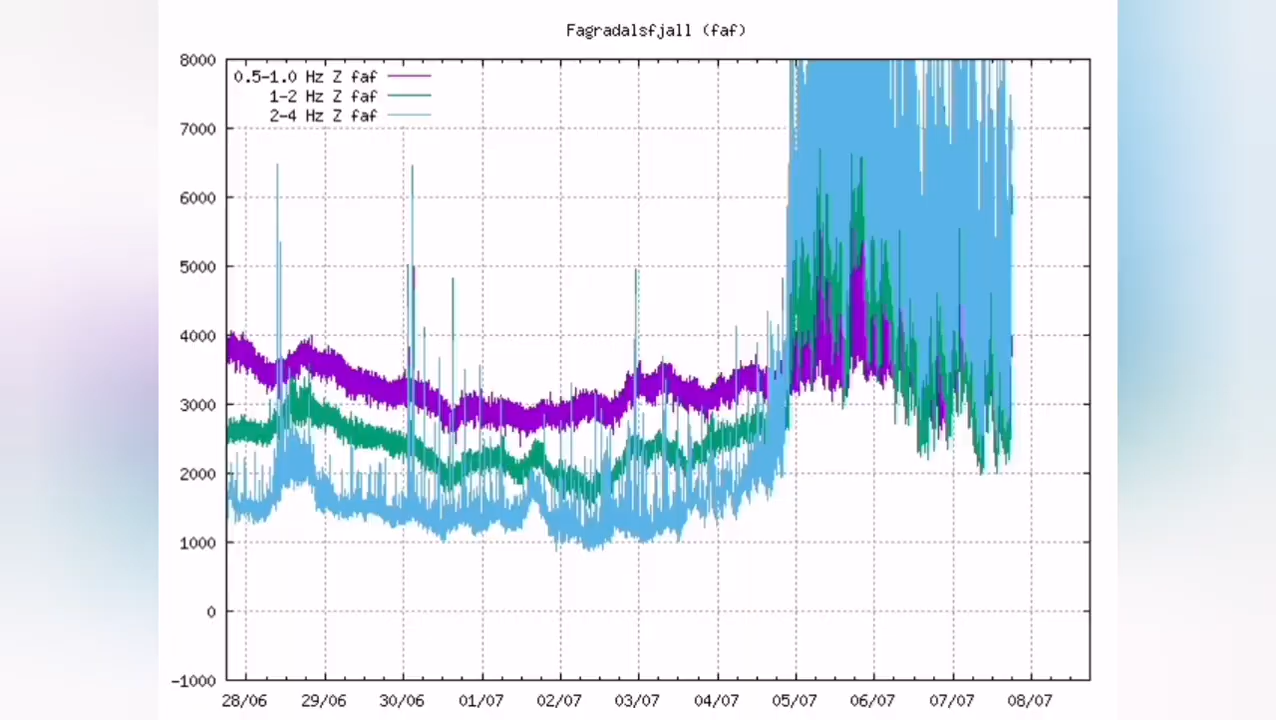 Fagradalsfjall (faf)
0.5-1.0 Hz Z faf
1-2 Hz Z faf
2-4 Hz Z faf
8000
7000
6000
5000
4000
3000
2000
1000
0
-1000
28/06 29/06 30/06 01/07 02/07 03/07 04/07 05/07 06/07 07/07 08/07